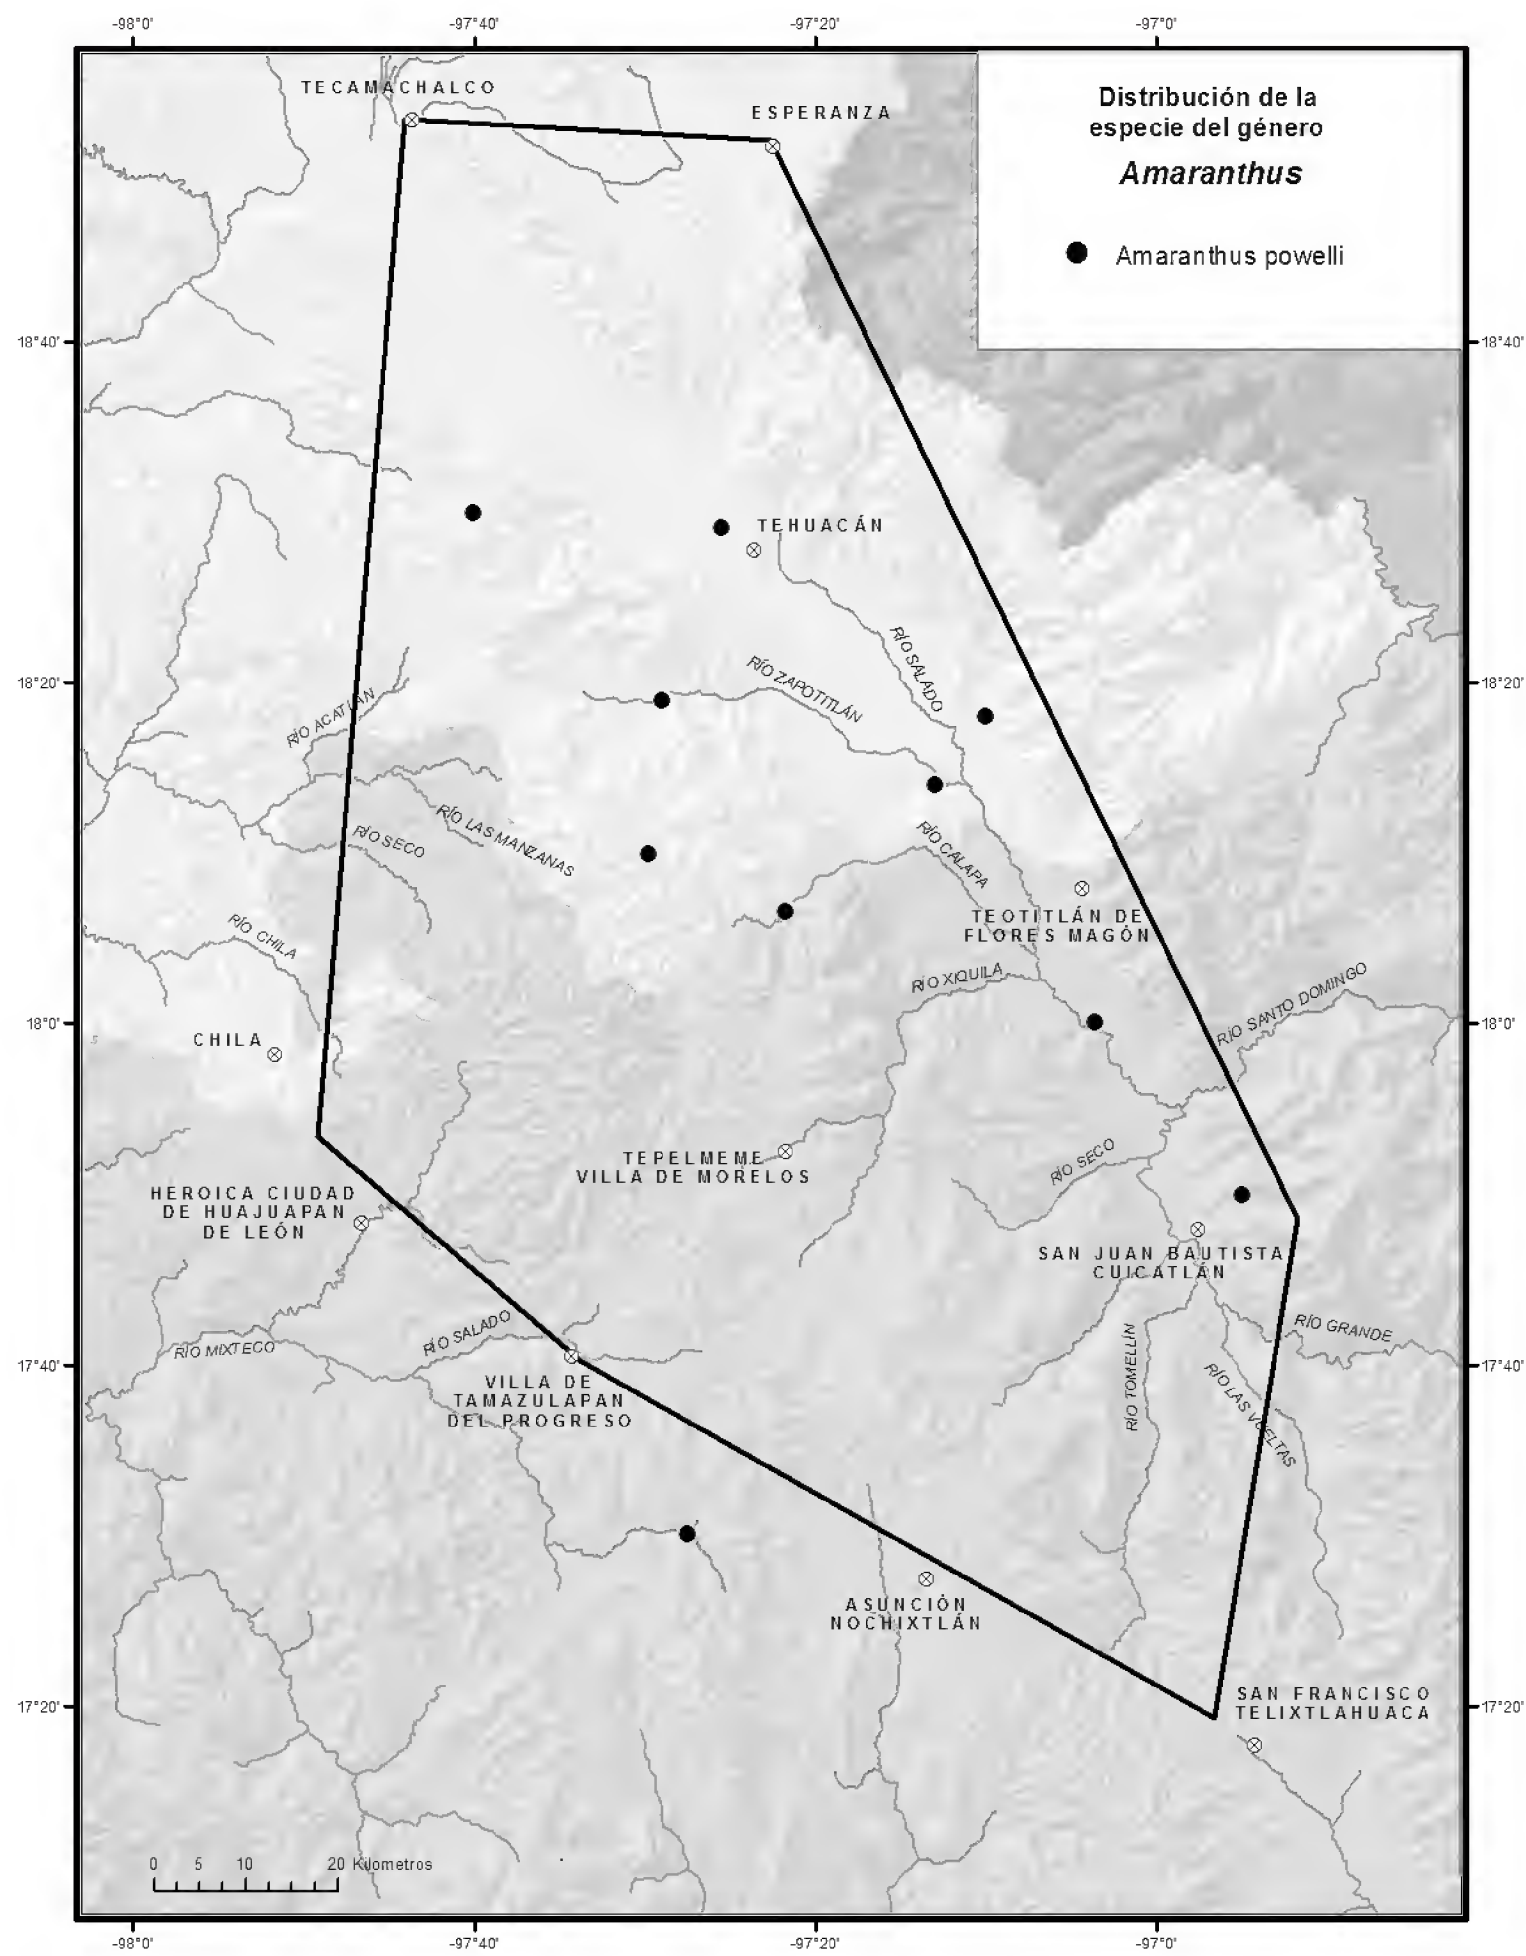 -98°0'
-97°40'
-97°20'
-97°0'
TECAMACHALCO
ESPERANZA
Distribución de la
especie del género
Amaranthus
Amaranthus powelli
18°40'
18°40'
TEHUACÁN
RÍO SALADO
RÍO ZAPOTITLÁN
18°20'
18°20'
RÍO ACATLÁN
RÍO LAS MANZANAS
RÍO SECO
RÍO CALAPA
TEOTITLÁN DE
FLORES MAGÓN
RÍO CHILA
RÍO XIQUILA
RÍO SANTO DOMINGO
18°0'
18°0'
CHILA
TEPELMEME
VILLA DE MORELOS
RÍO SECO
HEROICA CIUDAD
DE HUAJUAPAN
DE LEÓN
SAN JUAN BAUTISTA
CUICATLÁN
RÍO SALADO
RÍO MIXTECO
RÍO GRANDE
17°40'
17°40'
RÍO TOMELLÍN
RÍO LAS VUELTAS
VILLA DE
TAMAZULAPAN
DEL PROGRESO
ASUNCIÓN
NOCHIXTLÁN
17°20'
17°20'
SAN FRANCISCO
TELIXTLAHUACA
0 5 10 20 Kilometros
-98°0'
-97°40'
-97°20'
-97°0'